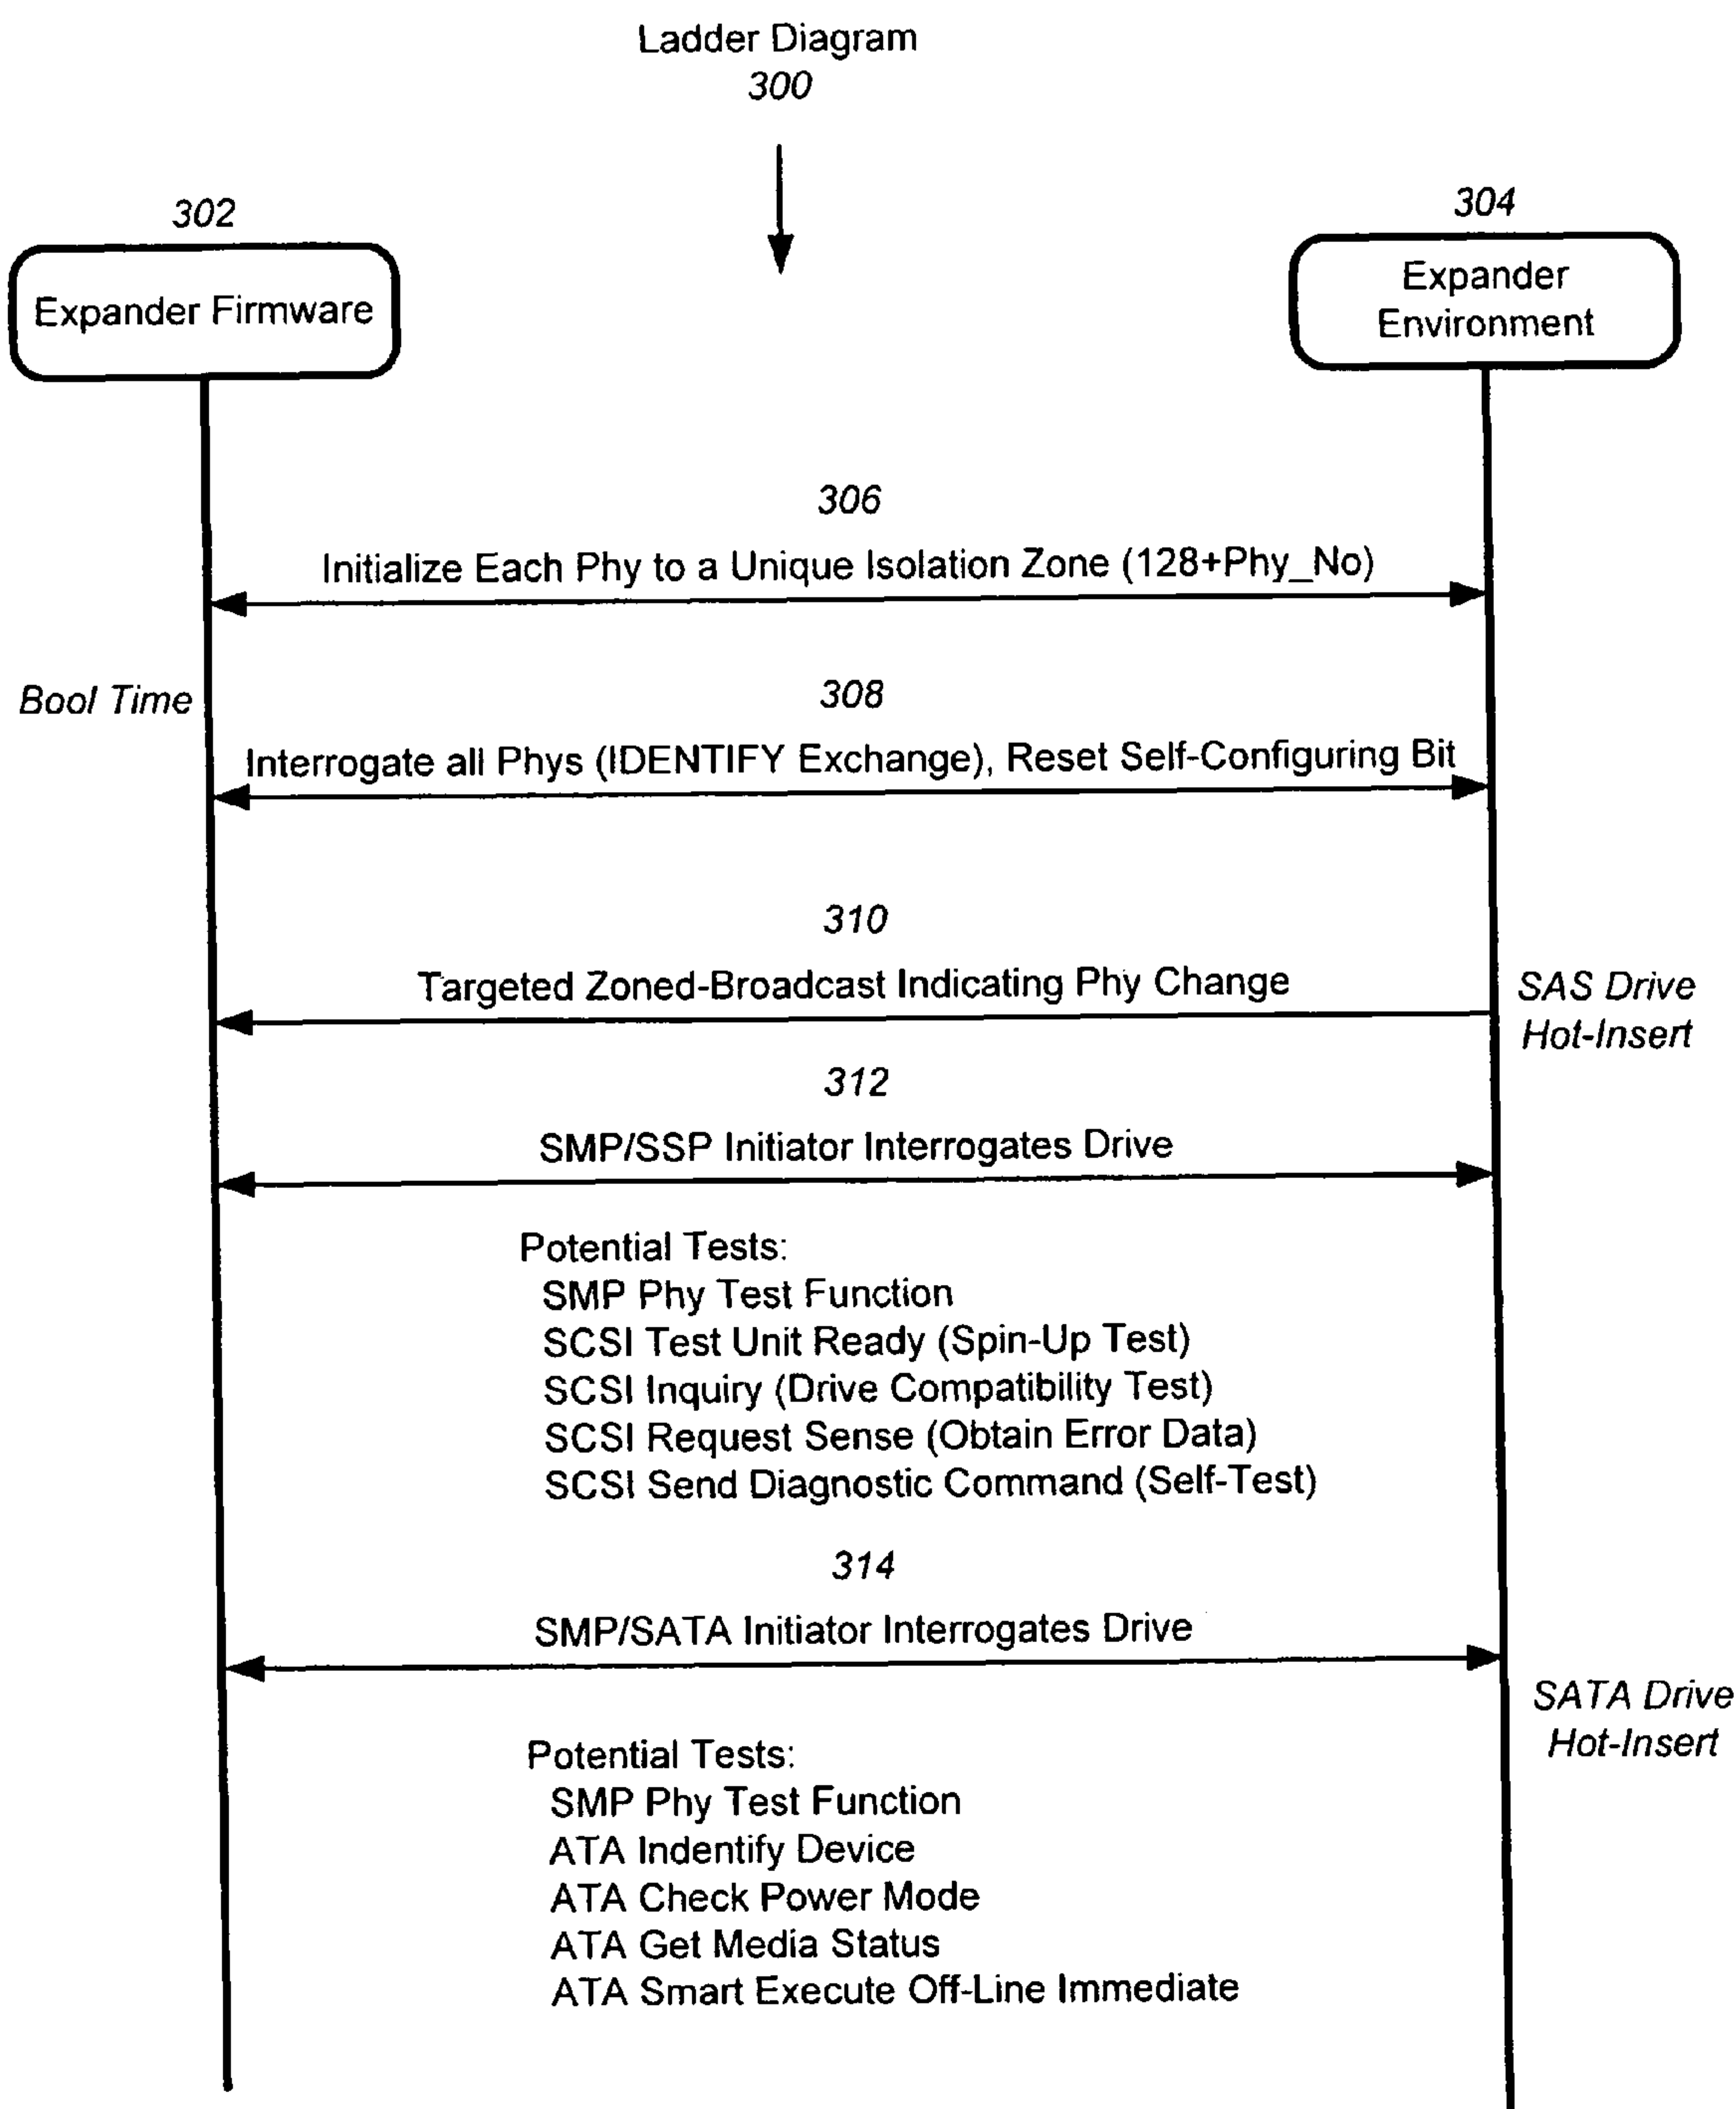 Ladder Diagram
300
302
304
Expander Firmware
Expander
Environment
306
Initialize Each Phy to a Unique Isolation Zone (128+Phy_No)
Bool Time
308
Interrogate all Phys (IDENTIFY Exchange), Reset Self-Configuring Bit
310
Targeted Zoned-Broadcast Indicating Phy Change
SAS Drive
Hot-Insert
312
SMP/SSP Initiator Interrogates Drive
Potential Tests:
SMP Phy Test Function
SCSI Test Unit Ready (Spin-Up Test)
SCSI Inquiry (Drive Compatibility Test)
SCSI Request Sense (Obtain Error Data)
SCSI Send Diagnostic Command (Self-Test)
314
SMP/SATA Initiator Interrogates Drive
SATA Drive
Hot-Insert
Potential Tests:
SMP Phy Test Function
ATA Indentify Device
ATA Check Power Mode
ATA Get Media Status
ATA Smart Execute Off-Line Immediate